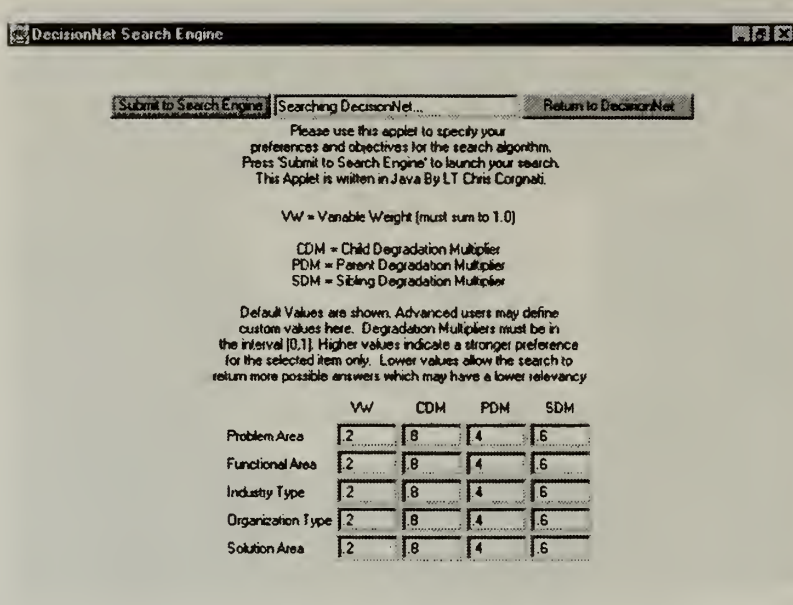 DecisionNet Search Engine
Submit to Search Engine Searching DecisionNet... Return to DecisionNet
Please use this applet to specify your
preferences and objectives for the search algorithm.
Press 'Submit to Search Engine' to launch your search.
This Applet is written in Java By LT Chris Corgnati.
VW = Variable Weight (must sum to 1.0)
CDM = Child Degradation Multiplier
PDM = Parent Degradation Multiplier
SDM = Sibling Degradation Multiplier
Default Values are shown. Advanced users may define
custom values here. Degradation Multipliers must be in
the interval [0,1]. Higher values indicate a stronger preference
for the selected item only. Lower values allow the search to
return more possible answers which may have a lower relevancy
VW CDM PDM SDM
Problem Area .2 .8 .4 .6
Functional Area .2 .8 .4 .6
Industry Type .2 .8 .4 .6
Organization Type .2 .8 .4 .6
Solution Area .2 .8 .4 .6